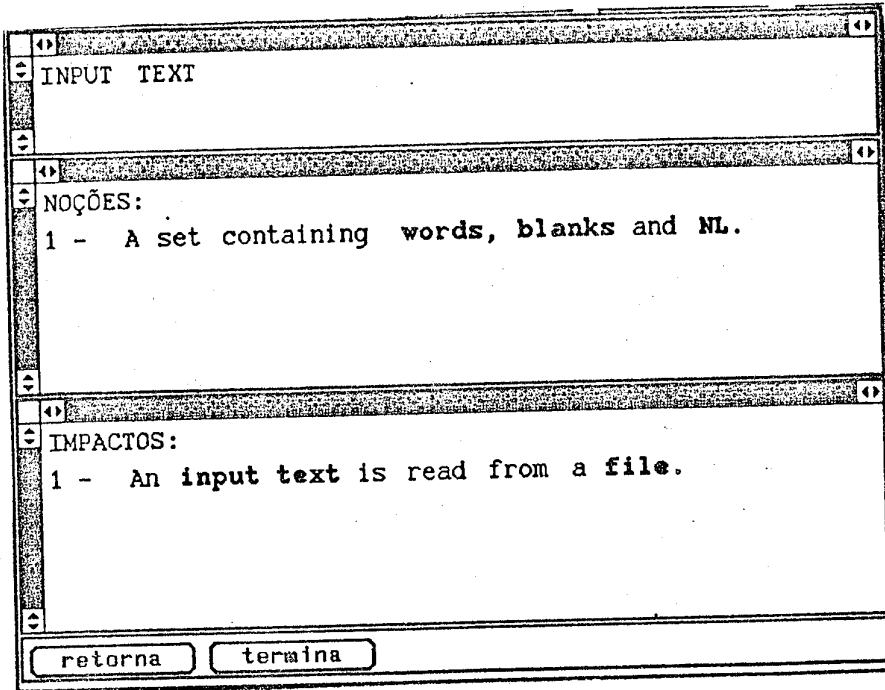 INPUT TEXT
NOÇÕES:
1 - A set containing words, blanks and NL.
IMPACTOS:
1 - An input text is read from a file.
retorna termina